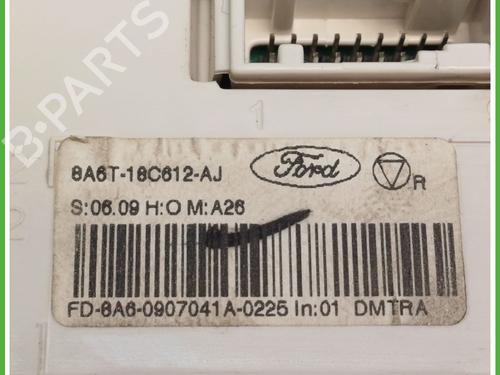 B-PARTS
1
8A6T-18C612-AJ
Ford
R
S:06.09 H:O M:A26
FD-8A6-0907041A-0225 In:01 DMTRA